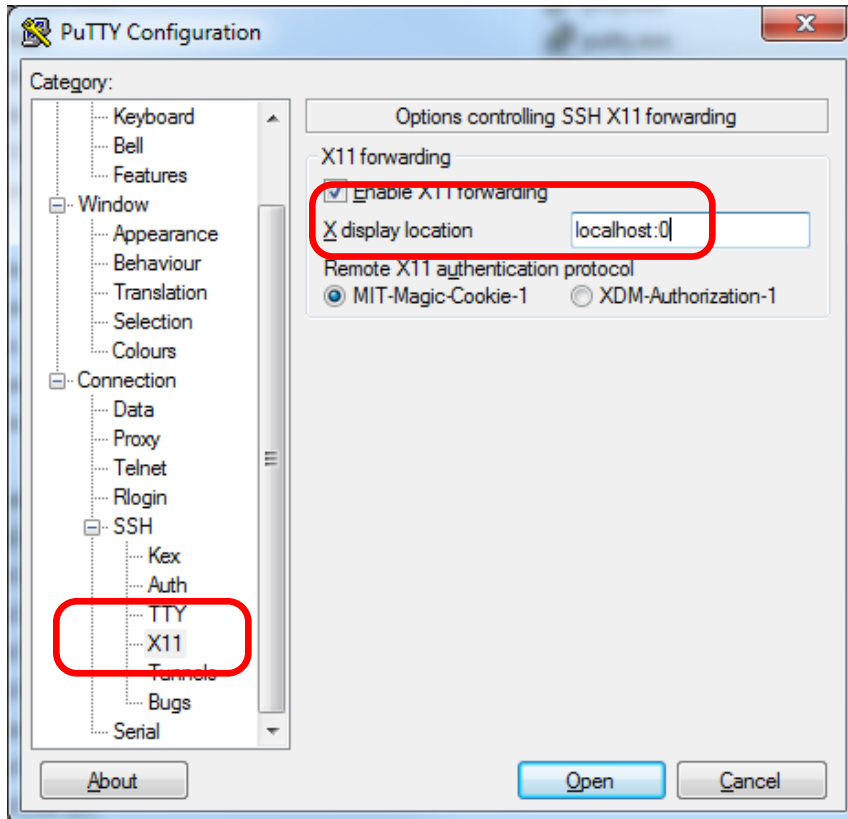 PuTTY Configuration
Category:
Keyboard
Bell
Features
Window
Appearance
Behaviour
Translation
Selection
Colours
Connection
Data
Proxy
Telnet
Rlogin
SSH
Kex
Auth
TTY
X11
Tunnels
Bugs
Serial
Options controlling SSH X11 forwarding
X11 forwarding
Enable X11 forwarding
X display location localhost:0
Remote X11 authentication protocol
MIT-Magic-Cookie-1 XDM-Authorization-1
About Open Cancel